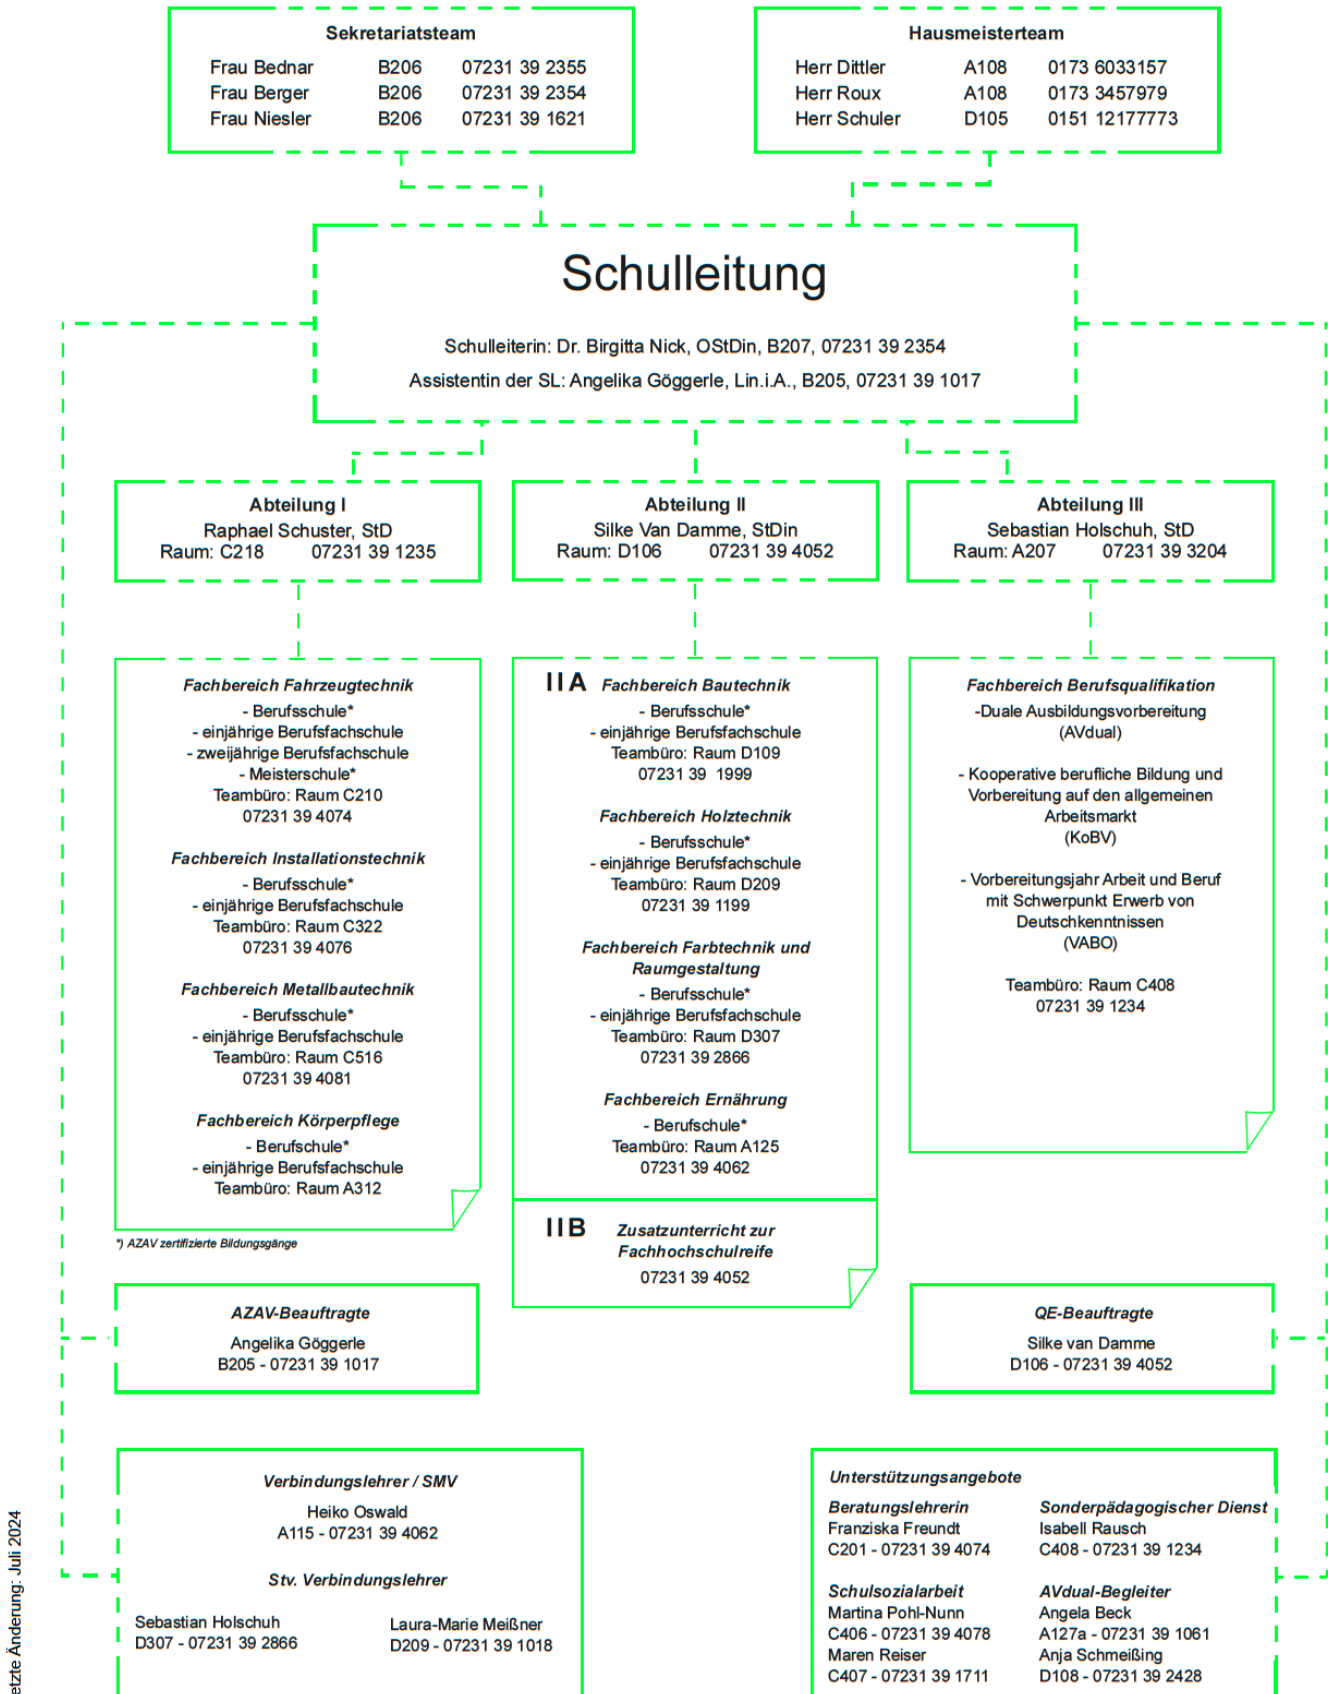 Sekretariatsteam
Frau Bednar B206 07231 39 2355
Frau Berger B206 07231 39 2354
Frau Niesler B206 07231 39 1621
Hausmeisterteam
Herr Dittler A108 0173 6033157
Herr Roux A108 0173 3457979
Herr Schuler D105 0151 12177773
Schulleitung
Schulleiterin: Dr. Birgitta Nick, OStDin, B207, 07231 39 2354
Assistentin der SL: Angelika Göggerle, Lin.i.A., B205, 07231 39 1017
Abteilung I
Raphael Schuster, StD
Raum: C218 07231 39 1235
Abteilung II
Silke Van Damme, StDin
Raum: D106 07231 39 4052
Abteilung III
Sebastian Holschuh, StD
Raum: A207 07231 39 3204
Fachbereich Fahrzeugtechnik
- Berufsschule*
- einjährige Berufsfachschule
- zweijährige Berufsfachschule
- Meisterschule*
Teambüro: Raum C210
07231 39 4074
Fachbereich Installationstechnik
- Berufsschule*
- einjährige Berufsfachschule
Teambüro: Raum C322
07231 39 4076
Fachbereich Metallbautechnik
- Berufsschule*
- einjährige Berufsfachschule
Teambüro: Raum C516
07231 39 4081
Fachbereich Körperpflege
- Berufschule*
- einjährige Berufsfachschule
Teambüro: Raum A312
*) AZAV zertifizierte Bildungsgänge
IIA Fachbereich Bautechnik
- Berufsschule*
- einjährige Berufsfachschule
Teambüro: Raum D109
07231 39 1999
Fachbereich Holztechnik
- Berufsschule*
- einjährige Berufsfachschule
Teambüro: Raum D209
07231 39 1199
Fachbereich Farbtechnik und
Raumgestaltung
- Berufsschule*
- einjährige Berufsfachschule
Teambüro: Raum D307
07231 39 2866
Fachbereich Ernährung
- Berufschule*
Teambüro: Raum A125
07231 39 4062
IIB Zusatzunterricht zur
Fachhochschulreife
07231 39 4052
Fachbereich Berufsqualifikation
-Duale Ausbildungsvorbereitung
(AVdual)
- Kooperative berufliche Bildung und
Vorbereitung auf den allgemeinen
Arbeitsmarkt
(KoBV)
- Vorbereitungsjahr Arbeit und Beruf
mit Schwerpunkt Erwerb von
Deutschkenntnissen
(VABO)
Teambüro: Raum C408
07231 39 1234
AZAV-Beauftragte
Angelika Göggerle
B205 - 07231 39 1017
QE-Beauftragte
Silke van Damme
D106 - 07231 39 4052
Verbindungslehrer / SMV
Heiko Oswald
A115 - 07231 39 4062
Stv. Verbindungslehrer
Sebastian Holschuh
D307 - 07231 39 2866
Laura-Marie Meißner
D209 - 07231 39 1018
Unterstützungsangebote
Beratungslehrerin
Franziska Freundt
C201 - 07231 39 4074
Sonderpädagogischer Dienst
Isabell Rausch
C408 - 07231 39 1234
Schulsozialarbeit
Martina Pohl-Nunn
C406 - 07231 39 4078
Maren Reiser
C407 - 07231 39 1711
AVdual-Begleiter
Angela Beck
A127a - 07231 39 1061
Anja Schmeißing
D108 - 07231 39 2428
etzte Änderung: Juli 2024